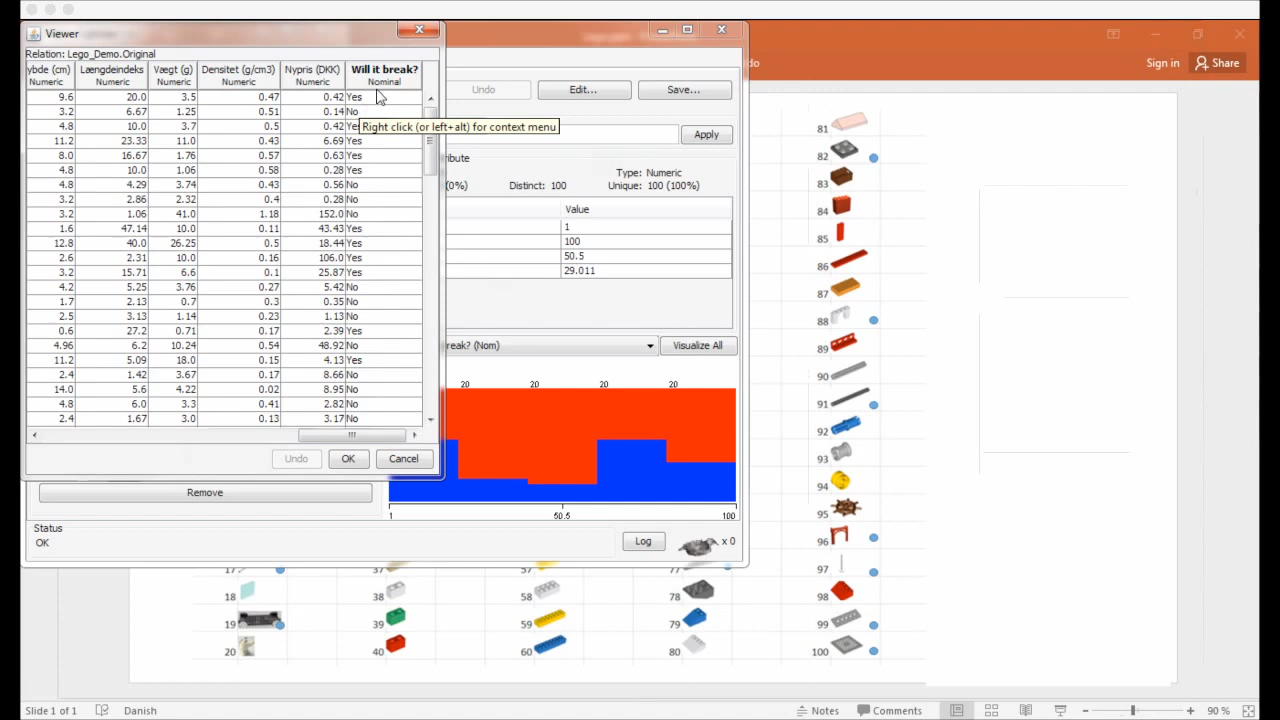 Viewer
Relation: Lego_Demo.Original
ybde (cm) Længdeindeks Vægt (g) Densitet (g/cm3) Nypris (DKK) Will it break?
Numeric Numeric Numeric Numeric Numeric Nominal
9.6 20.0 3.5 0.47 0.42 Yes
3.2 6.67 1.25 0.51 0.14 No
4.8 10.0 3.7 0.5 0.42 Yes
Right click (or left+alt) for context menu
11.2 23.33 11.0 0.43 6.69 Yes
8.0 16.67 1.76 0.57 0.63 Yes
4.8 10.0 1.06 0.58 0.28 Yes
4.8 4.29 3.74 0.43 0.56 No
3.2 2.86 2.32 0.4 0.28 No
3.2 1.06 41.0 1.18 152.0 No
1.6 47.14 10.0 0.11 43.43 Yes
12.8 40.0 26.25 0.5 18.44 Yes
2.6 2.31 10.0 0.16 106.0 Yes
3.2 15.71 6.6 0.1 25.87 Yes
4.2 5.25 3.76 0.27 5.42 No
1.7 2.13 0.7 0.3 0.35 No
2.5 3.13 1.14 0.23 1.13 No
0.6 27.2 0.71 0.17 2.39 Yes
4.96 6.2 10.24 0.54 48.92 No
11.2 5.09 18.0 0.15 4.13 Yes
2.4 1.42 3.67 0.17 8.66 No
14.0 5.6 4.22 0.02 8.95 No
4.8 6.0 3.3 0.41 2.82 No
2.4 1.67 3.0 0.13 3.17 No
Undo OK Cancel
Remove
Status
OK
Undo Edit... Save...
Apply
ribute
Type: Numeric
(0%) Distinct: 100 Unique: 100 (100%)
Value
1
100
50.5
29.011
break? (Nom) Visualize All
20 20 20 20
1 50.5 100
Log x 0
do
Sign in Share
81
82
83
84
85
86
87
88
89
90
91
92
93
94
95
96
17 37 57 77 97
18 38 58 78 98
19 39 59 79 99
20 40 60 80 100
Slide 1 of 1 Danish Notes Comments 90 %